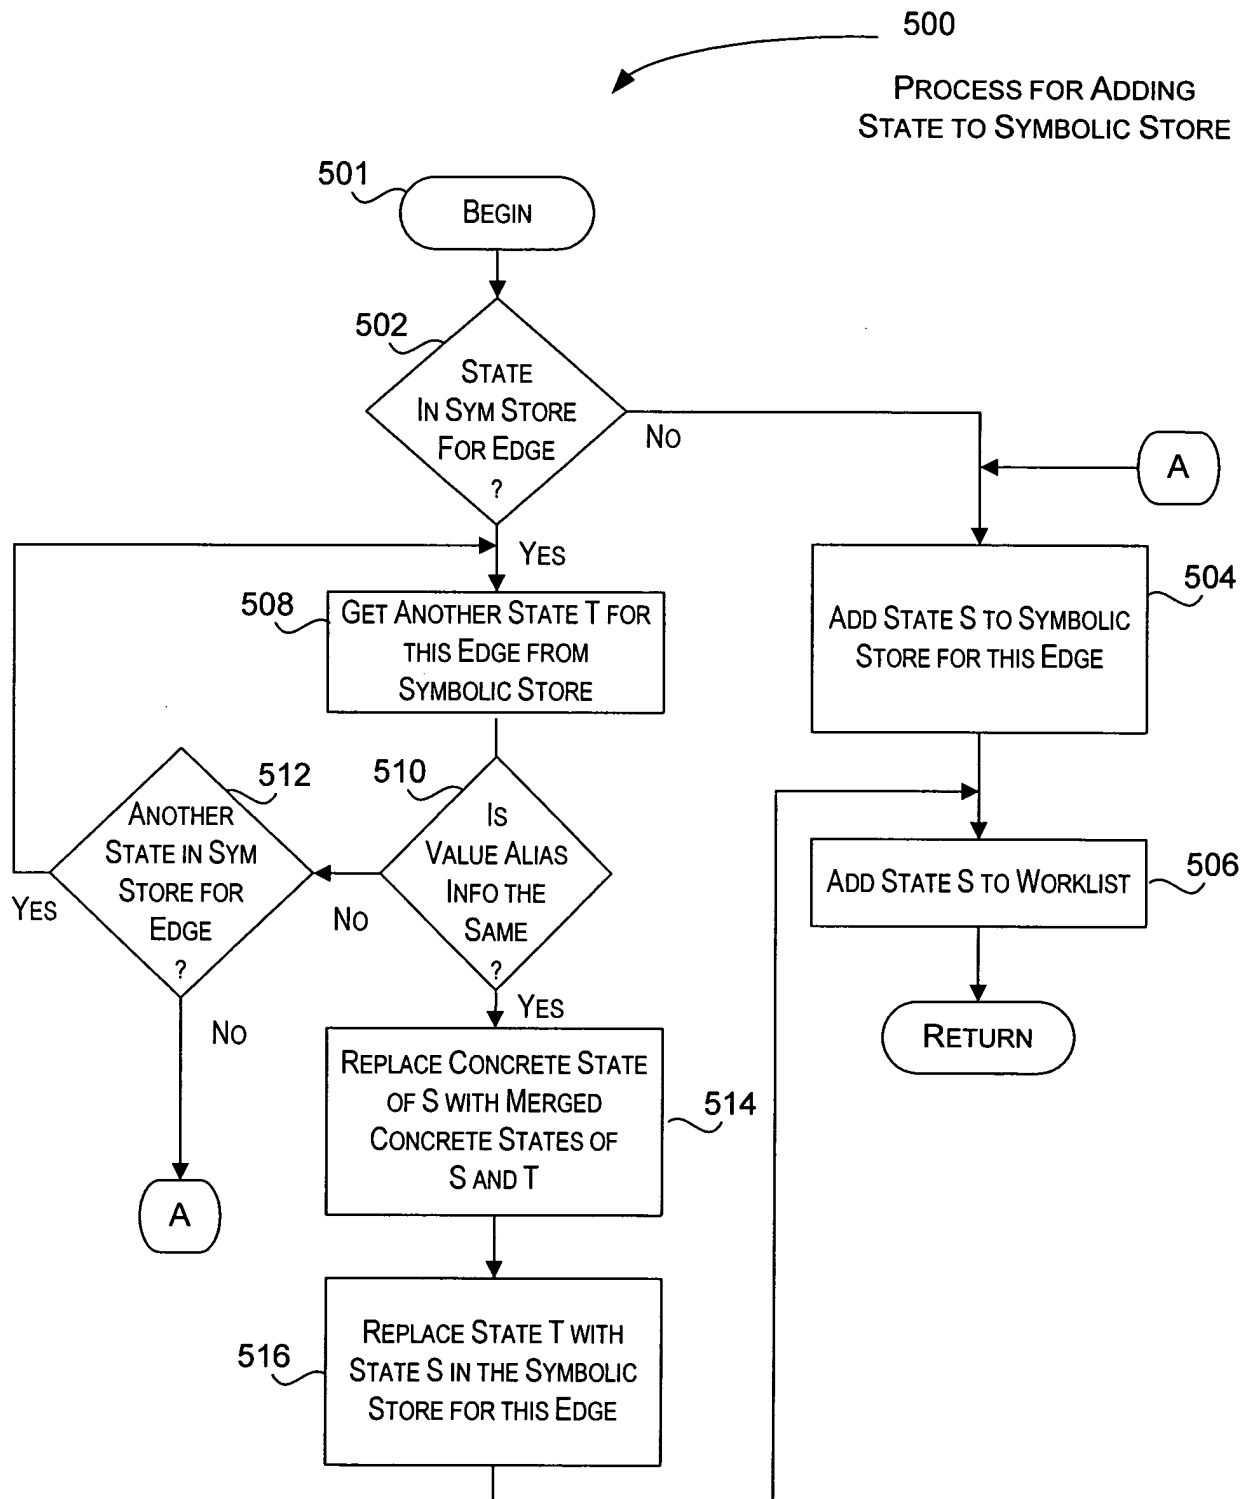 500
PROCESS FOR ADDING
STATE TO SYMBOLIC STORE
501
BEGIN
502
STATE
IN SYM STORE
FOR EDGE
?
NO
A
YES
508
GET ANOTHER STATE T FOR
THIS EDGE FROM
SYMBOLIC STORE
504
ADD STATE S TO SYMBOLIC
STORE FOR THIS EDGE
512
ANOTHER
STATE IN SYM
STORE FOR
EDGE
?
YES
NO
510
IS
VALUE ALIAS
INFO THE
SAME
?
NO
YES
ADD STATE S TO WORKLIST
506
RETURN
REPLACE CONCRETE STATE
OF S WITH MERGED
CONCRETE STATES OF
S AND T
514
A
516
REPLACE STATE T WITH
STATE S IN THE SYMBOLIC
STORE FOR THIS EDGE